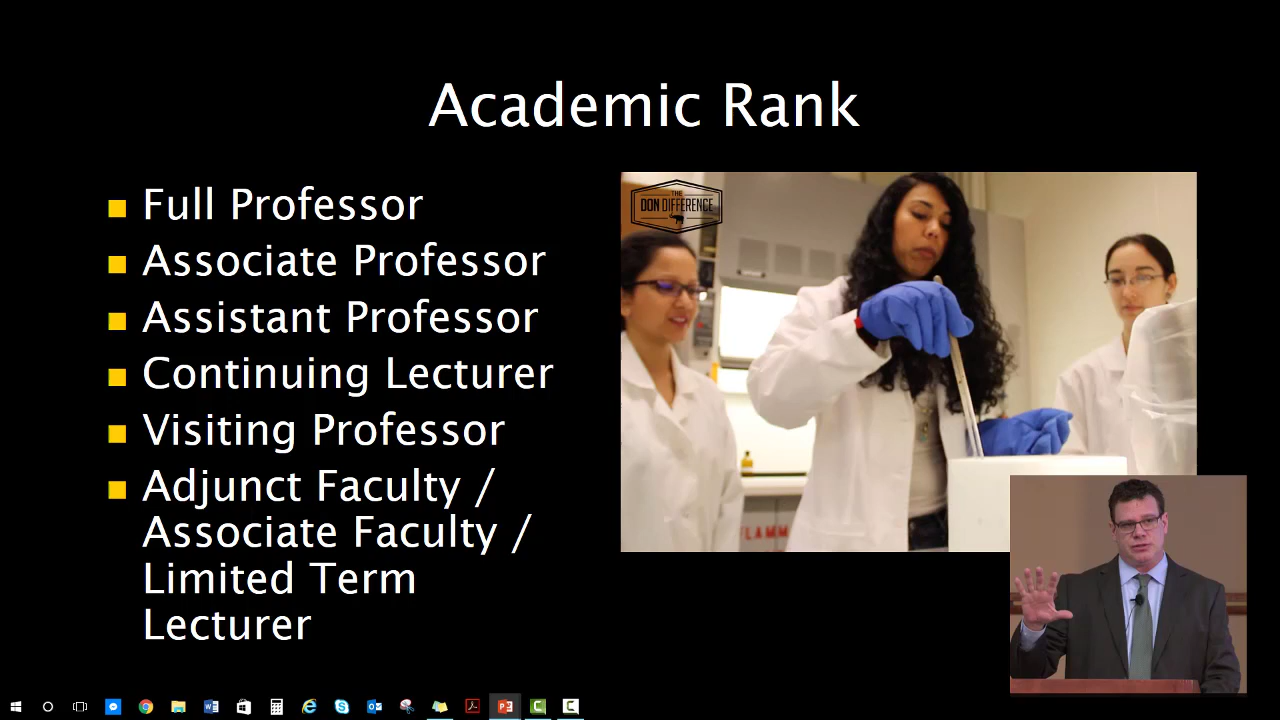 Academic Rank
Full Professor
Associate Professor
Assistant Professor
Continuing Lecturer
Visiting Professor
Adjunct Faculty /
Associate Faculty /
Limited Term
Lecturer
THE
DON DIFFERENCE
FLAMM